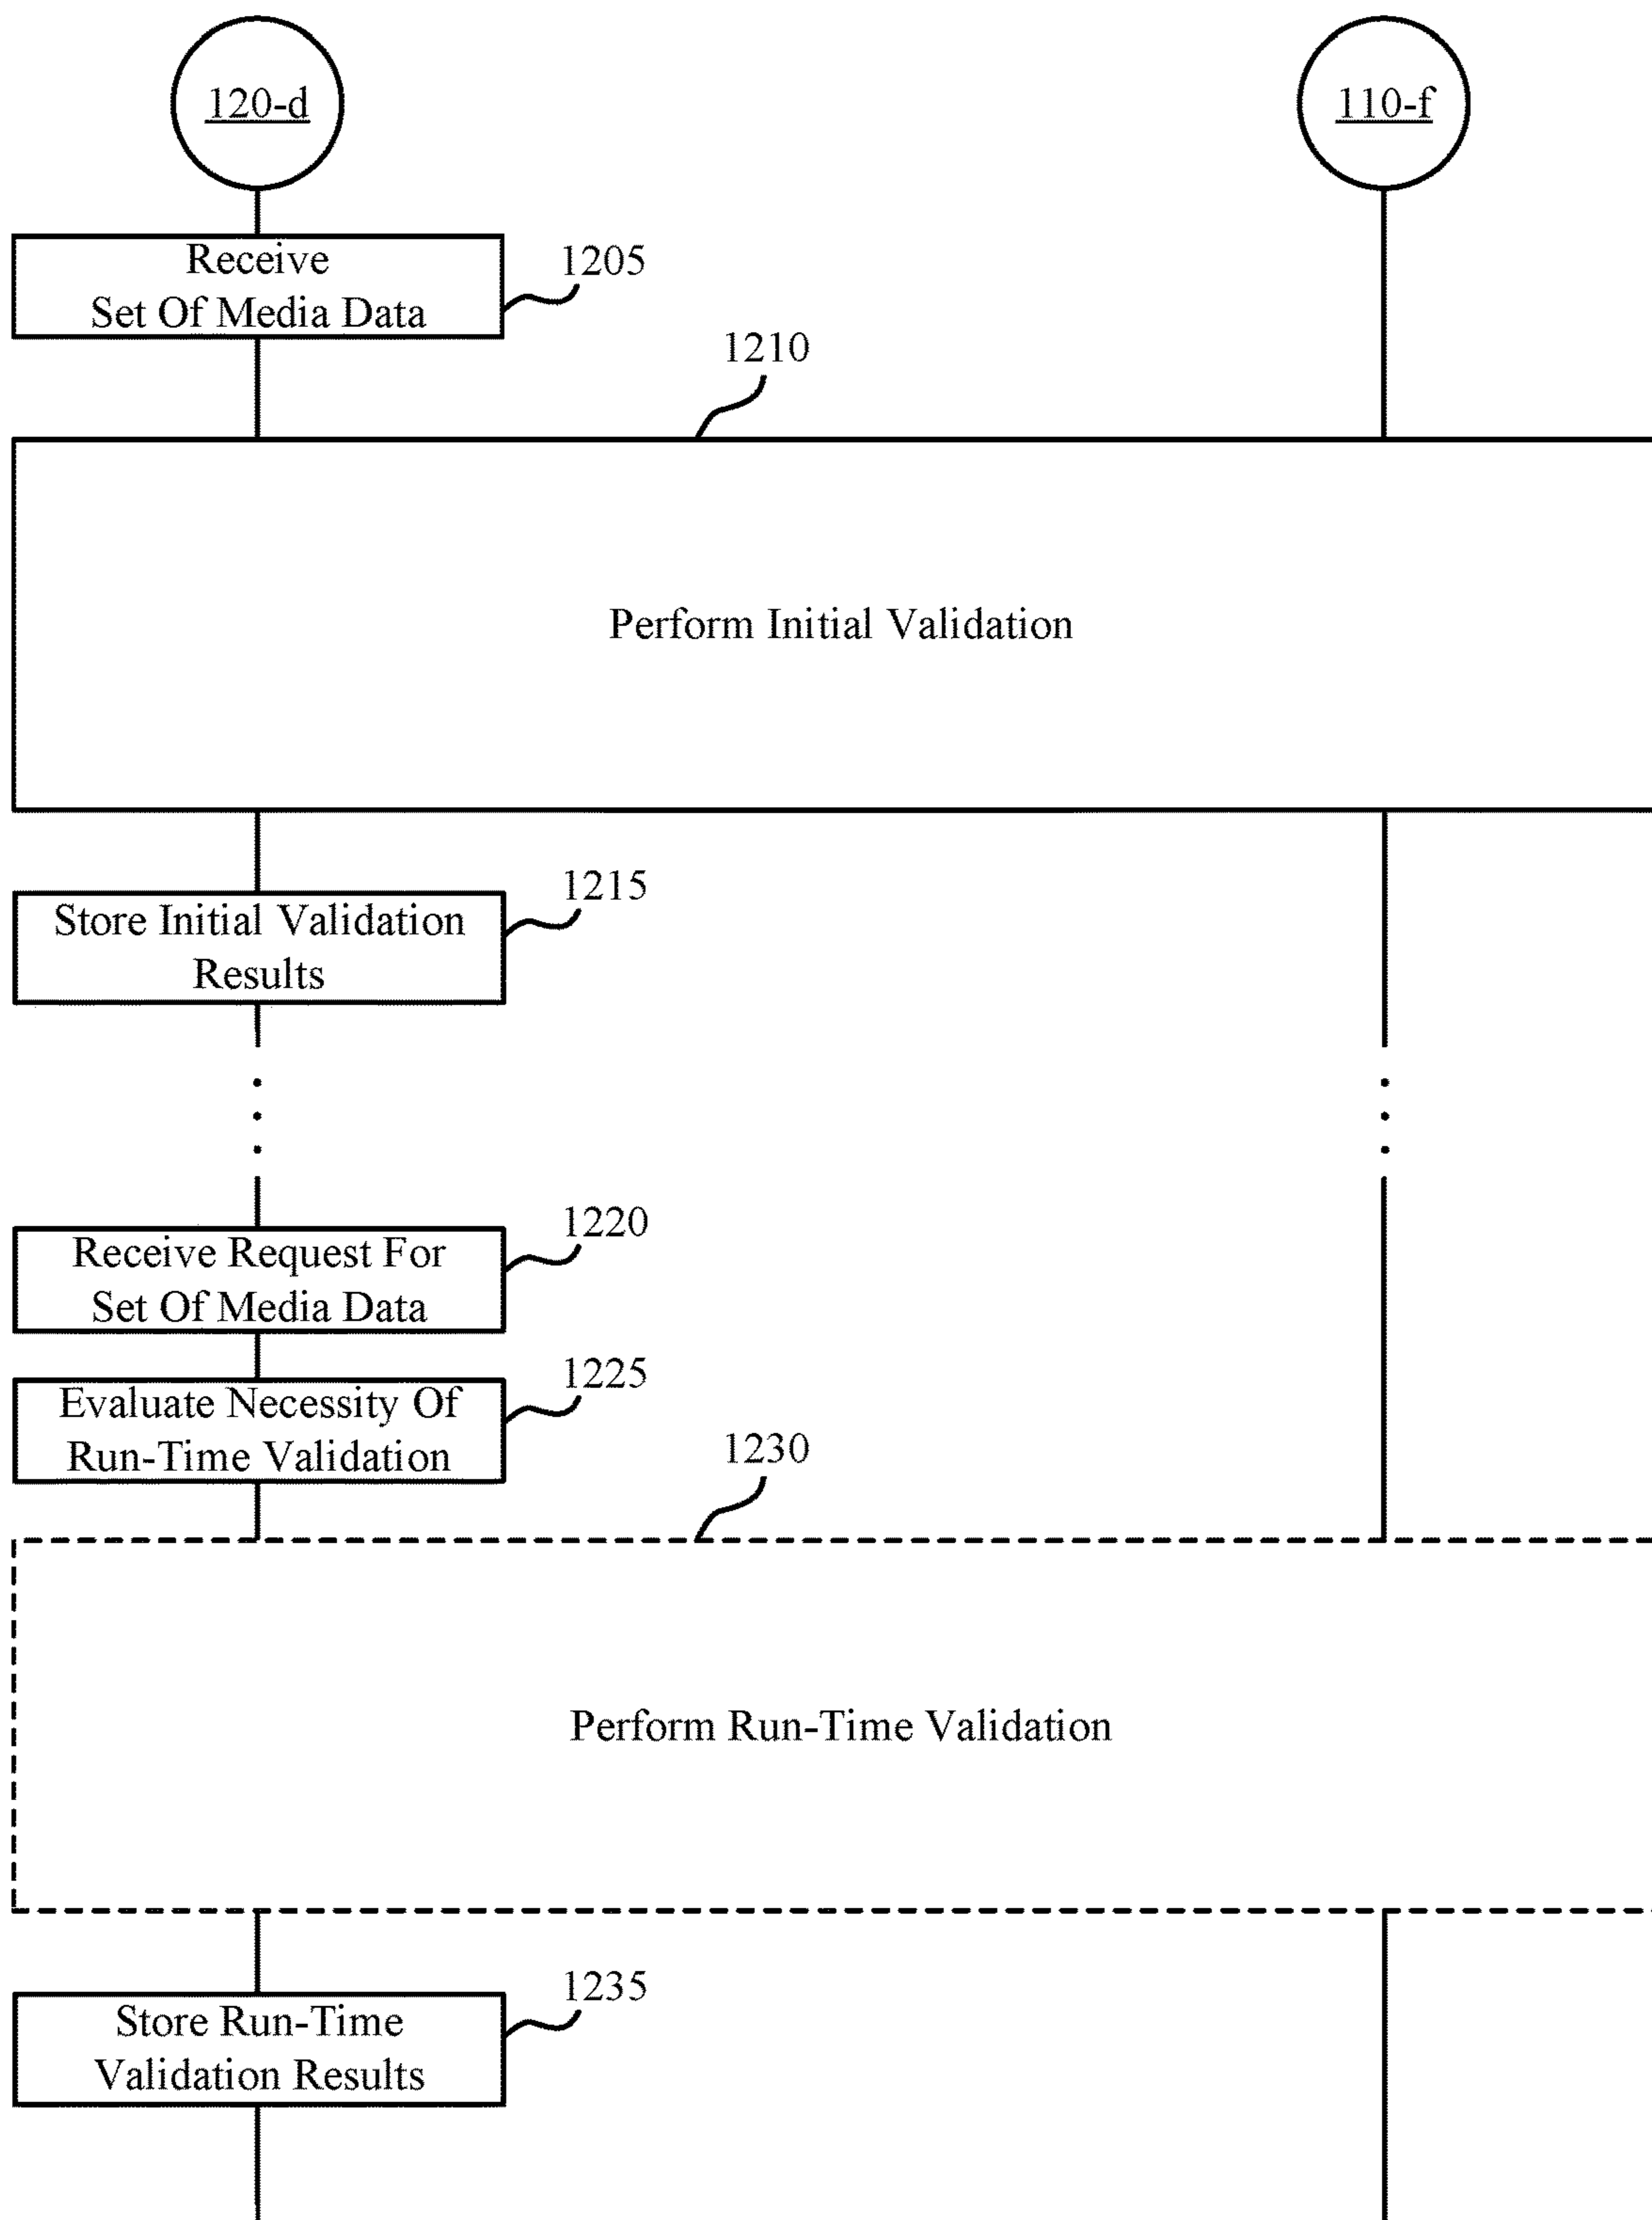 120-d
110-f
Receive
Set Of Media Data
1205
1210
Perform Initial Validation
1215
Store Initial Validation
Results
1220
Receive Request For
Set Of Media Data
1225
Evaluate Necessity Of
Run-Time Validation
1230
Perform Run-Time Validation
1235
Store Run-Time
Validation Results